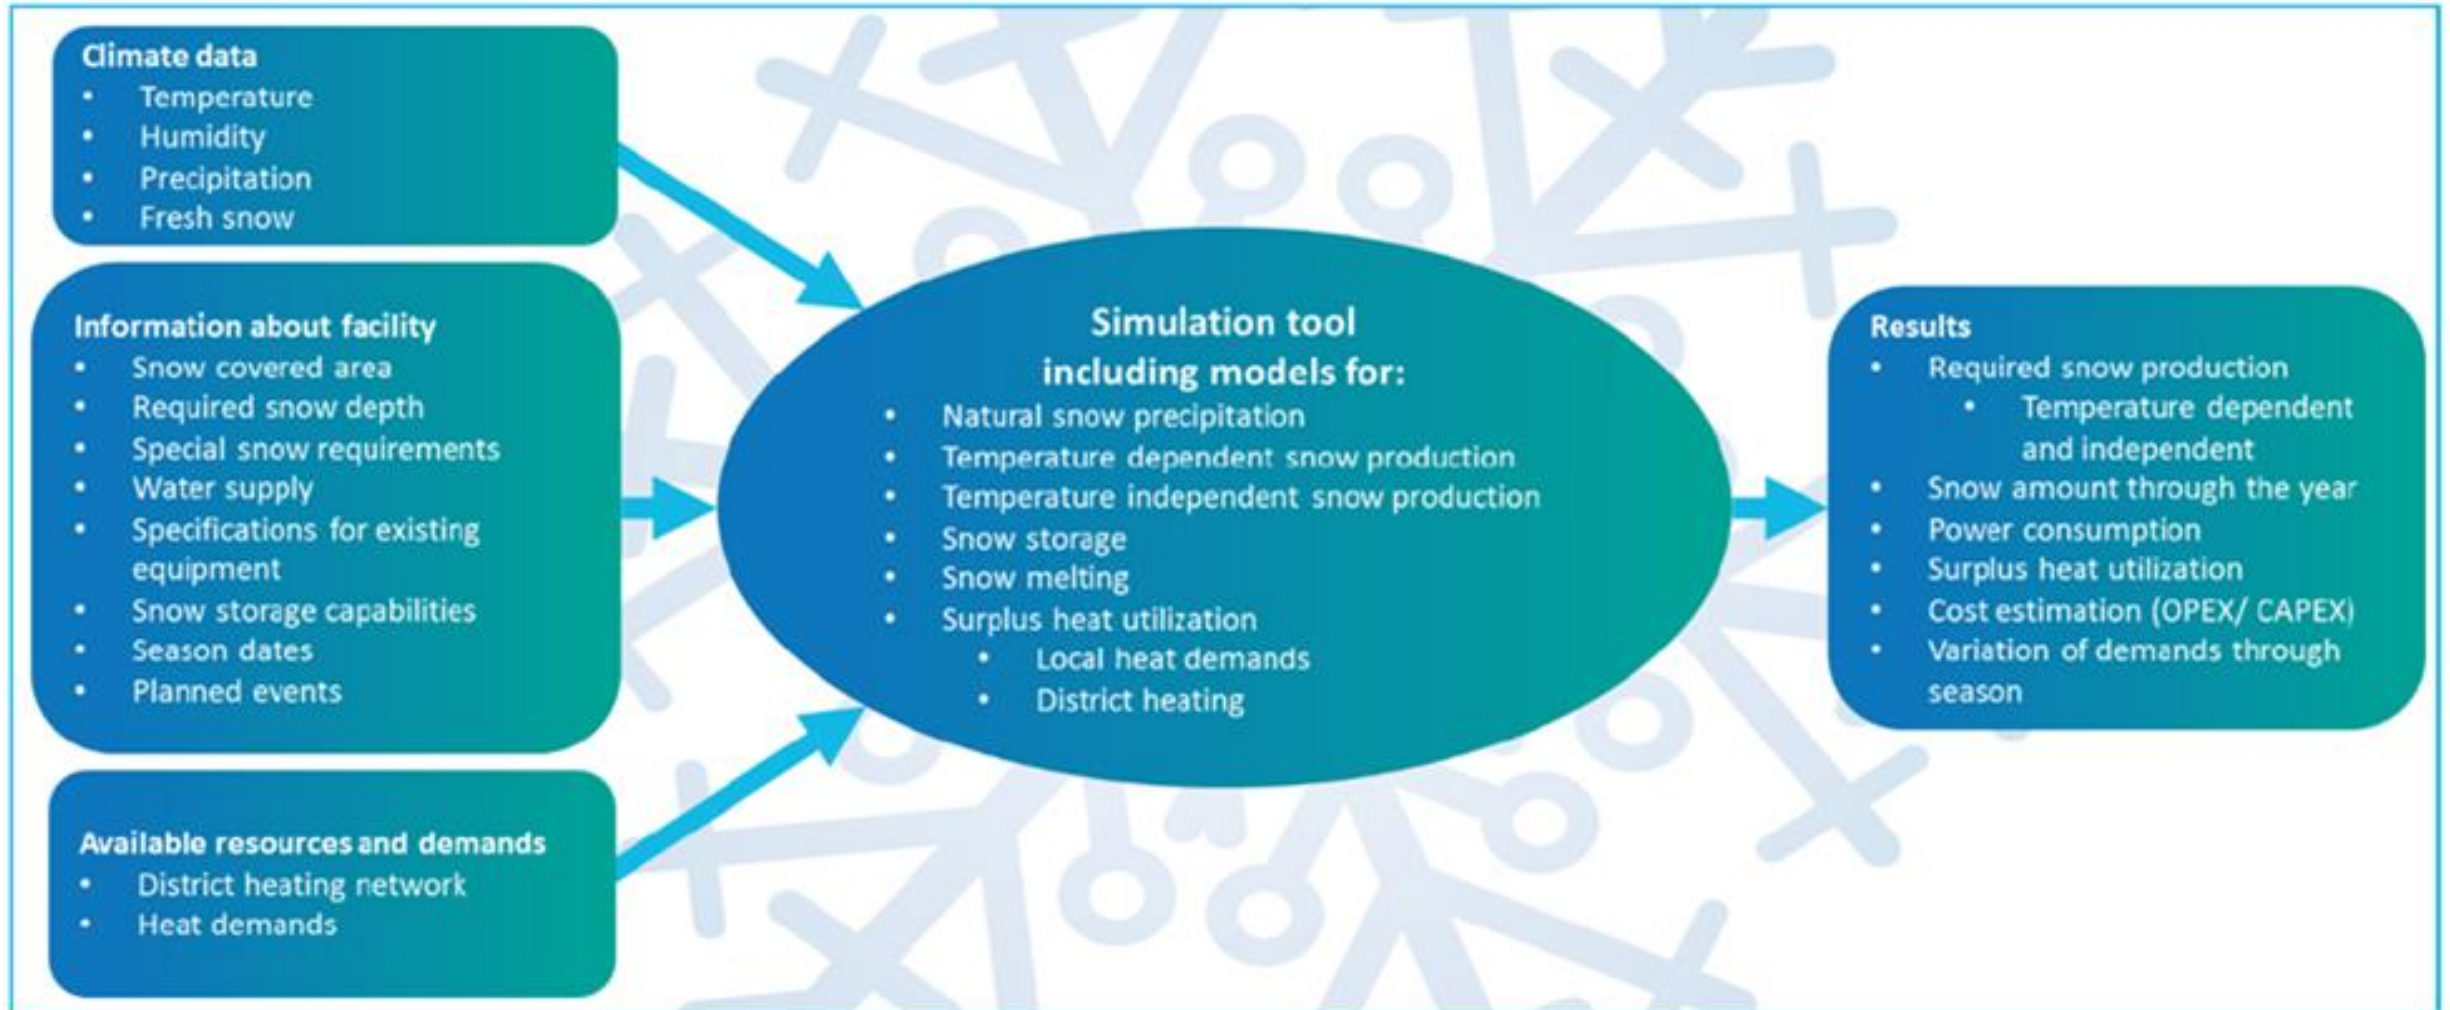 Climate data
• Temperature
• Humidity
• Precipitation
• Fresh snow
Information about facility
• Snow covered area
• Required snow depth
• Special snow requirements
• Water supply
• Specifications for existing
equipment
• Snow storage capabilities
• Season dates
• Planned events
Available resources and demands
• District heating network
• Heat demands
Simulation tool
including models for:
• Natural snow precipitation
• Temperature dependent snow production
• Temperature independent snow production
• Snow storage
• Snow melting
• Surplus heat utilization
• Local heat demands
• District heating
Results
• Required snow production
• Temperature dependent
and independent
• Snow amount through the year
• Power consumption
• Surplus heat utilization
• Cost estimation (OPEX/ CAPEX)
• Variation of demands through
season